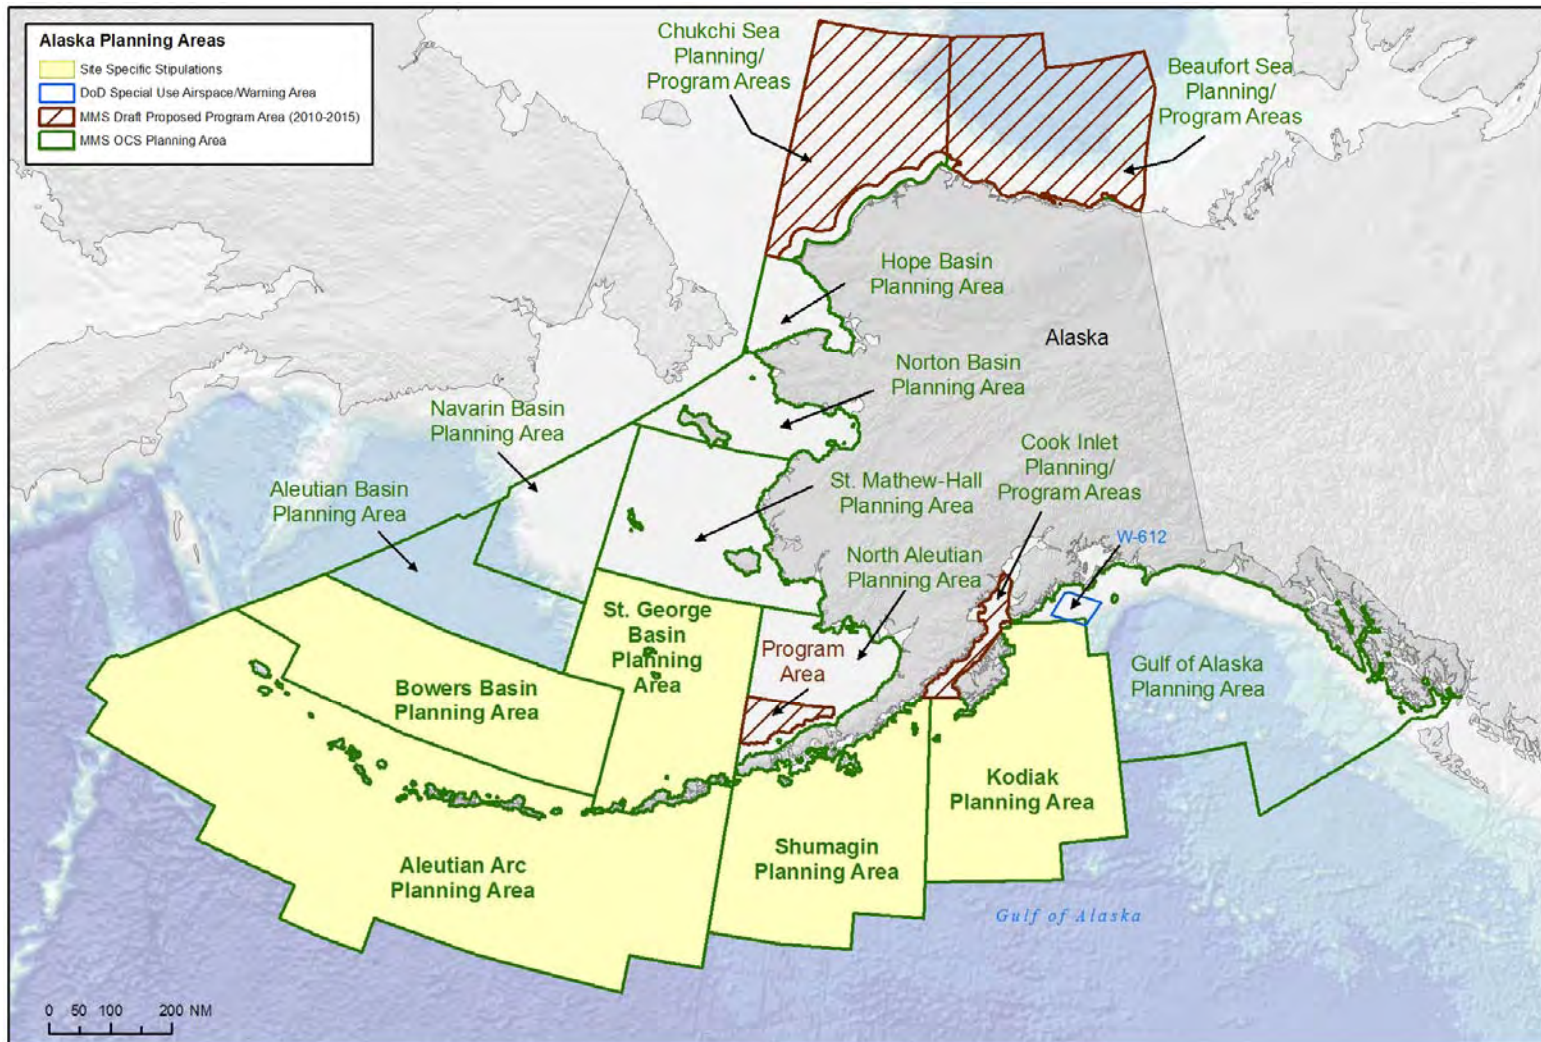 Alaska Planning Areas
Site Specific Stipulations
DoD Special Use Airspace/Warning Area
MMS Draft Proposed Program Area (2010-2015)
MMS OCS Planning Area
Chukchi Sea
Planning/
Program Areas
Beaufort Sea
Planning/
Program Areas
Hope Basin
Planning Area
Alaska
Norton Basin
Planning Area
Navarin Basin
Planning Area
Cook Inlet
Planning/
Program Areas
St. Mathew-Hall
Planning Area
Aleutian Basin
Planning Area
W-612
North Aleutian
Planning Area
St. George
Basin
Planning
Area
Program
Area
Gulf of Alaska
Planning Area
Bowers Basin
Planning Area
Kodiak
Planning Area
Shumagin
Planning Area
Aleutian Arc
Planning Area
Gulf of Alaska
0 50 100 200 NM